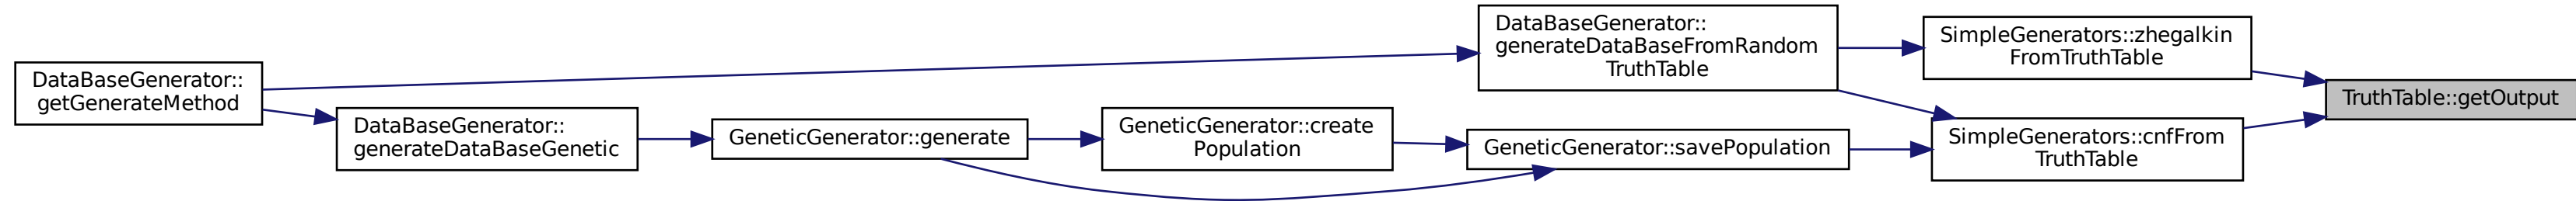 DataBaseGenerator::
getGenerateMethod
DataBaseGenerator::
generateDataBaseGenetic
GeneticGenerator::generate
GeneticGenerator::create
Population
GeneticGenerator::savePopulation
DataBaseGenerator::
generateDataBaseFromRandom
TruthTable
SimpleGenerators::zhegalkin
FromTruthTable
SimpleGenerators::cnfFrom
TruthTable
TruthTable::getOutput